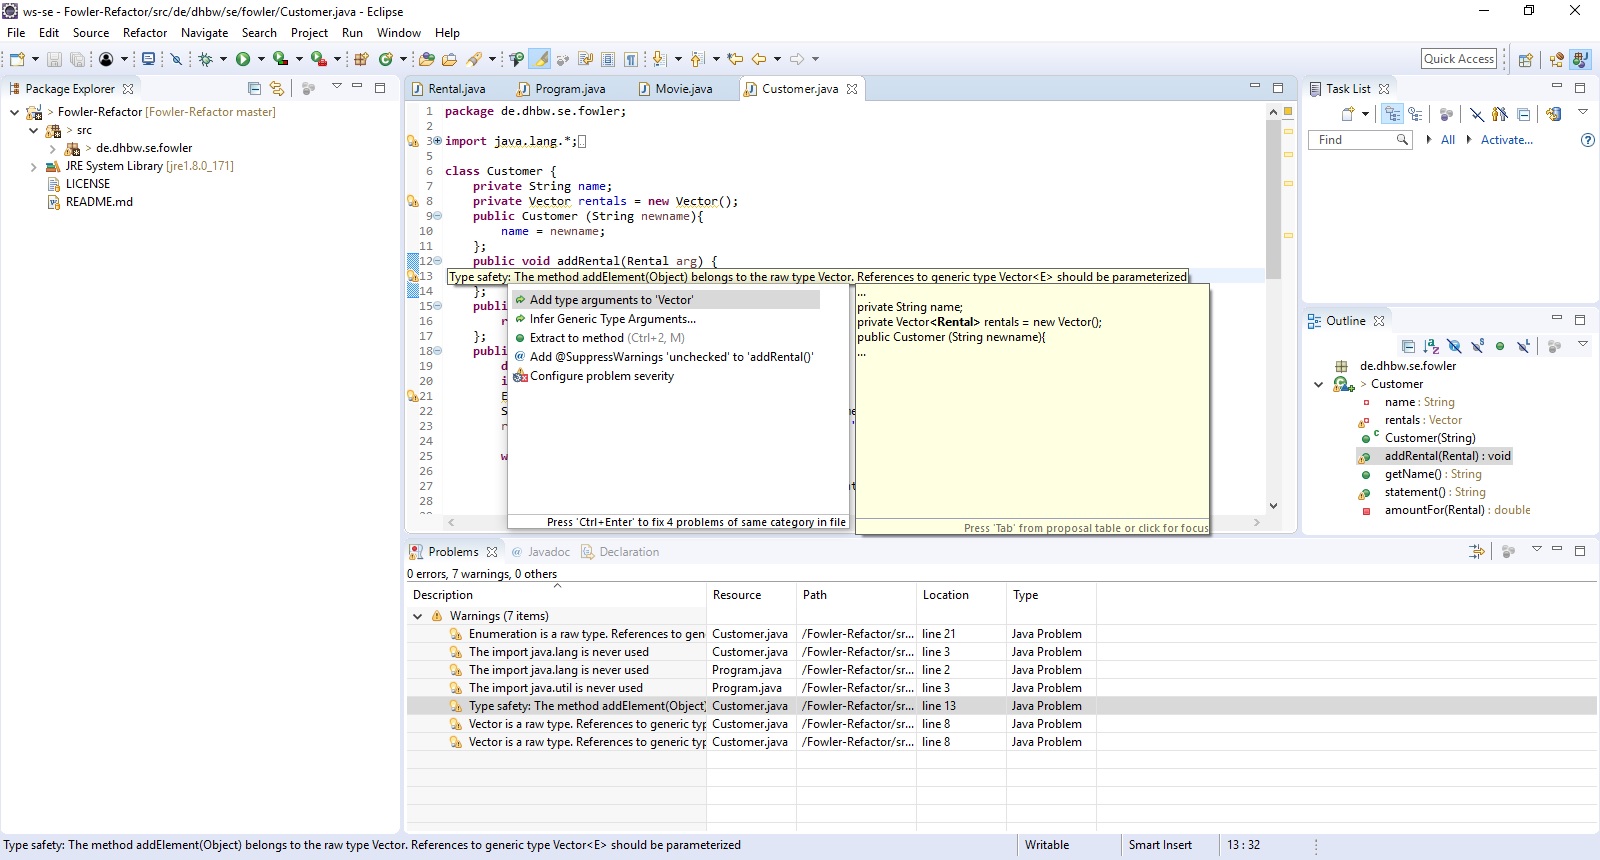 ws-se - Fowler-Refactor/src/de/dhbw/se/fowler/Customer.java - Eclipse
File Edit Source Refactor Navigate Search Project Run Window Help
Quick Access
Package Explorer
> Fowler-Refactor [Fowler-Refactor master]
> src
> de.dhbw.se.fowler
JRE System Library [jre1.8.0_171]
LICENSE
README.md
Rental.java Program.java Movie.java Customer.java
1 package de.dhbw.se.fowler;
2
3 import java.lang.*;
5
6 class Customer {
7 private String name;
8 private Vector rentals = new Vector();
9 public Customer (String newname){
10 name = newname;
11 };
12 public void addRental(Rental arg) {
13 Type safety: The method addElement(Object) belongs to the raw type Vector. References to generic type Vector<E> should be parameterized
14 };
15 publi
16 r
17 };
18 publi
19 d
20 i
21 E
22 S
23 r
24
25 w
26
27
28
Add type arguments to 'Vector'
Infer Generic Type Arguments...
Extract to method (Ctrl+2, M)
Add @SuppressWarnings 'unchecked' to 'addRental()'
Configure problem severity
Press 'Ctrl+Enter' to fix 4 problems of same category in file
...
private String name;
private Vector<Rental> rentals = new Vector();
public Customer (String newname){
...
Press 'Tab' from proposal table or click for focus
Task List
Find All Activate...
Outline
de.dhbw.se.fowler
> Customer
name : String
rentals : Vector
Customer(String)
addRental(Rental) : void
getName() : String
statement() : String
amountFor(Rental) : double
Problems @ Javadoc Declaration
0 errors, 7 warnings, 0 others
Description Resource Path Location Type
Warnings (7 items)
Enumeration is a raw type. References to gen Customer.java /Fowler-Refactor/sr... line 21 Java Problem
The import java.lang is never used Customer.java /Fowler-Refactor/sr... line 3 Java Problem
The import java.lang is never used Program.java /Fowler-Refactor/sr... line 2 Java Problem
The import java.util is never used Program.java /Fowler-Refactor/sr... line 3 Java Problem
Type safety: The method addElement(Object) Customer.java /Fowler-Refactor/sr... line 13 Java Problem
Vector is a raw type. References to generic typ Customer.java /Fowler-Refactor/sr... line 8 Java Problem
Vector is a raw type. References to generic typ Customer.java /Fowler-Refactor/sr... line 8 Java Problem
Type safety: The method addElement(Object) belongs to the raw type Vector. References to generic type Vector<E> should be parameterized
Writable Smart Insert 13 : 32